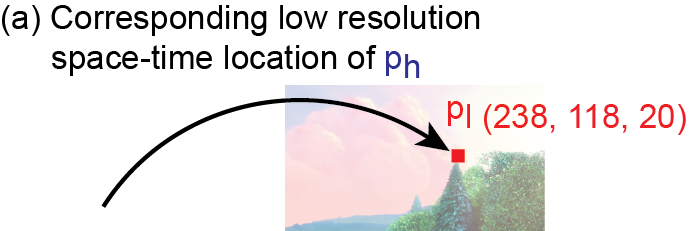 (a) Corresponding low resolution
space-time location of ph
pl (238, 118, 20)